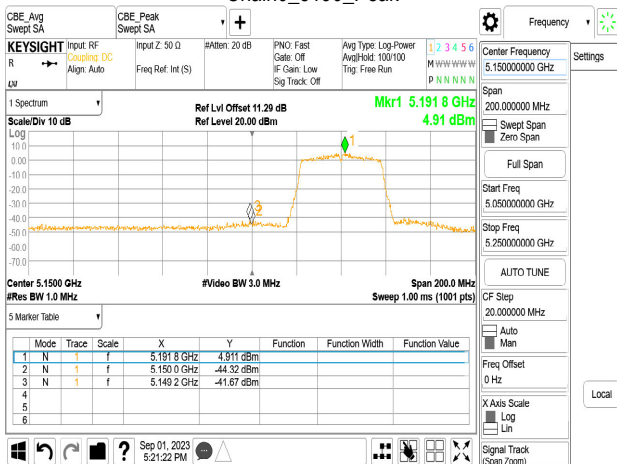 CBE_Avg
Swept SA
CBE_Peak
Swept SA
Frequency
KEYSIGHT
R
LXI
Input: RF
Coupling: DC
Align: Auto
Input Z: 50 Ω
Freq Ref: Int (S)
#Atten: 20 dB
PNO: Fast
Gate: Off
IF Gain: Low
Sig Track: Off
Avg Type: Log-Power
Avg|Hold: 100/100
Trig: Free Run
1 2 3 4 5 6
M W W W W W
P N N N N N
1 Spectrum
Scale/Div 10 dB
Ref Lvl Offset 11.29 dB
Ref Level 20.00 dBm
Mkr1 5.191 8 GHz
4.91 dBm
Log
10.0
0.00
-10.0
-20.0
-30.0
-40.0
-50.0
-60.0
-70.0
1
3
2
Center 5.1500 GHz
#Res BW 1.0 MHz
#Video BW 3.0 MHz
Span 200.0 MHz
Sweep 1.00 ms (1001 pts)
5 Marker Table
Mode Trace Scale X Y Function Function Width Function Value
1 N 1 f 5.191 8 GHz 4.911 dBm
2 N 1 f 5.150 0 GHz -44.32 dBm
3 N 1 f 5.149 2 GHz -41.67 dBm
4
5
6
Sep 01, 2023
5:21:22 PM
Center Frequency
5.150000000 GHz
Span
200.000000 MHz
Swept Span
Zero Span
Full Span
Start Freq
5.050000000 GHz
Stop Freq
5.250000000 GHz
AUTO TUNE
CF Step
20.000000 MHz
Auto
Man
Freq Offset
0 Hz
X Axis Scale
Log
Lin
Signal Track
(Span Zoom)
Settings
Local